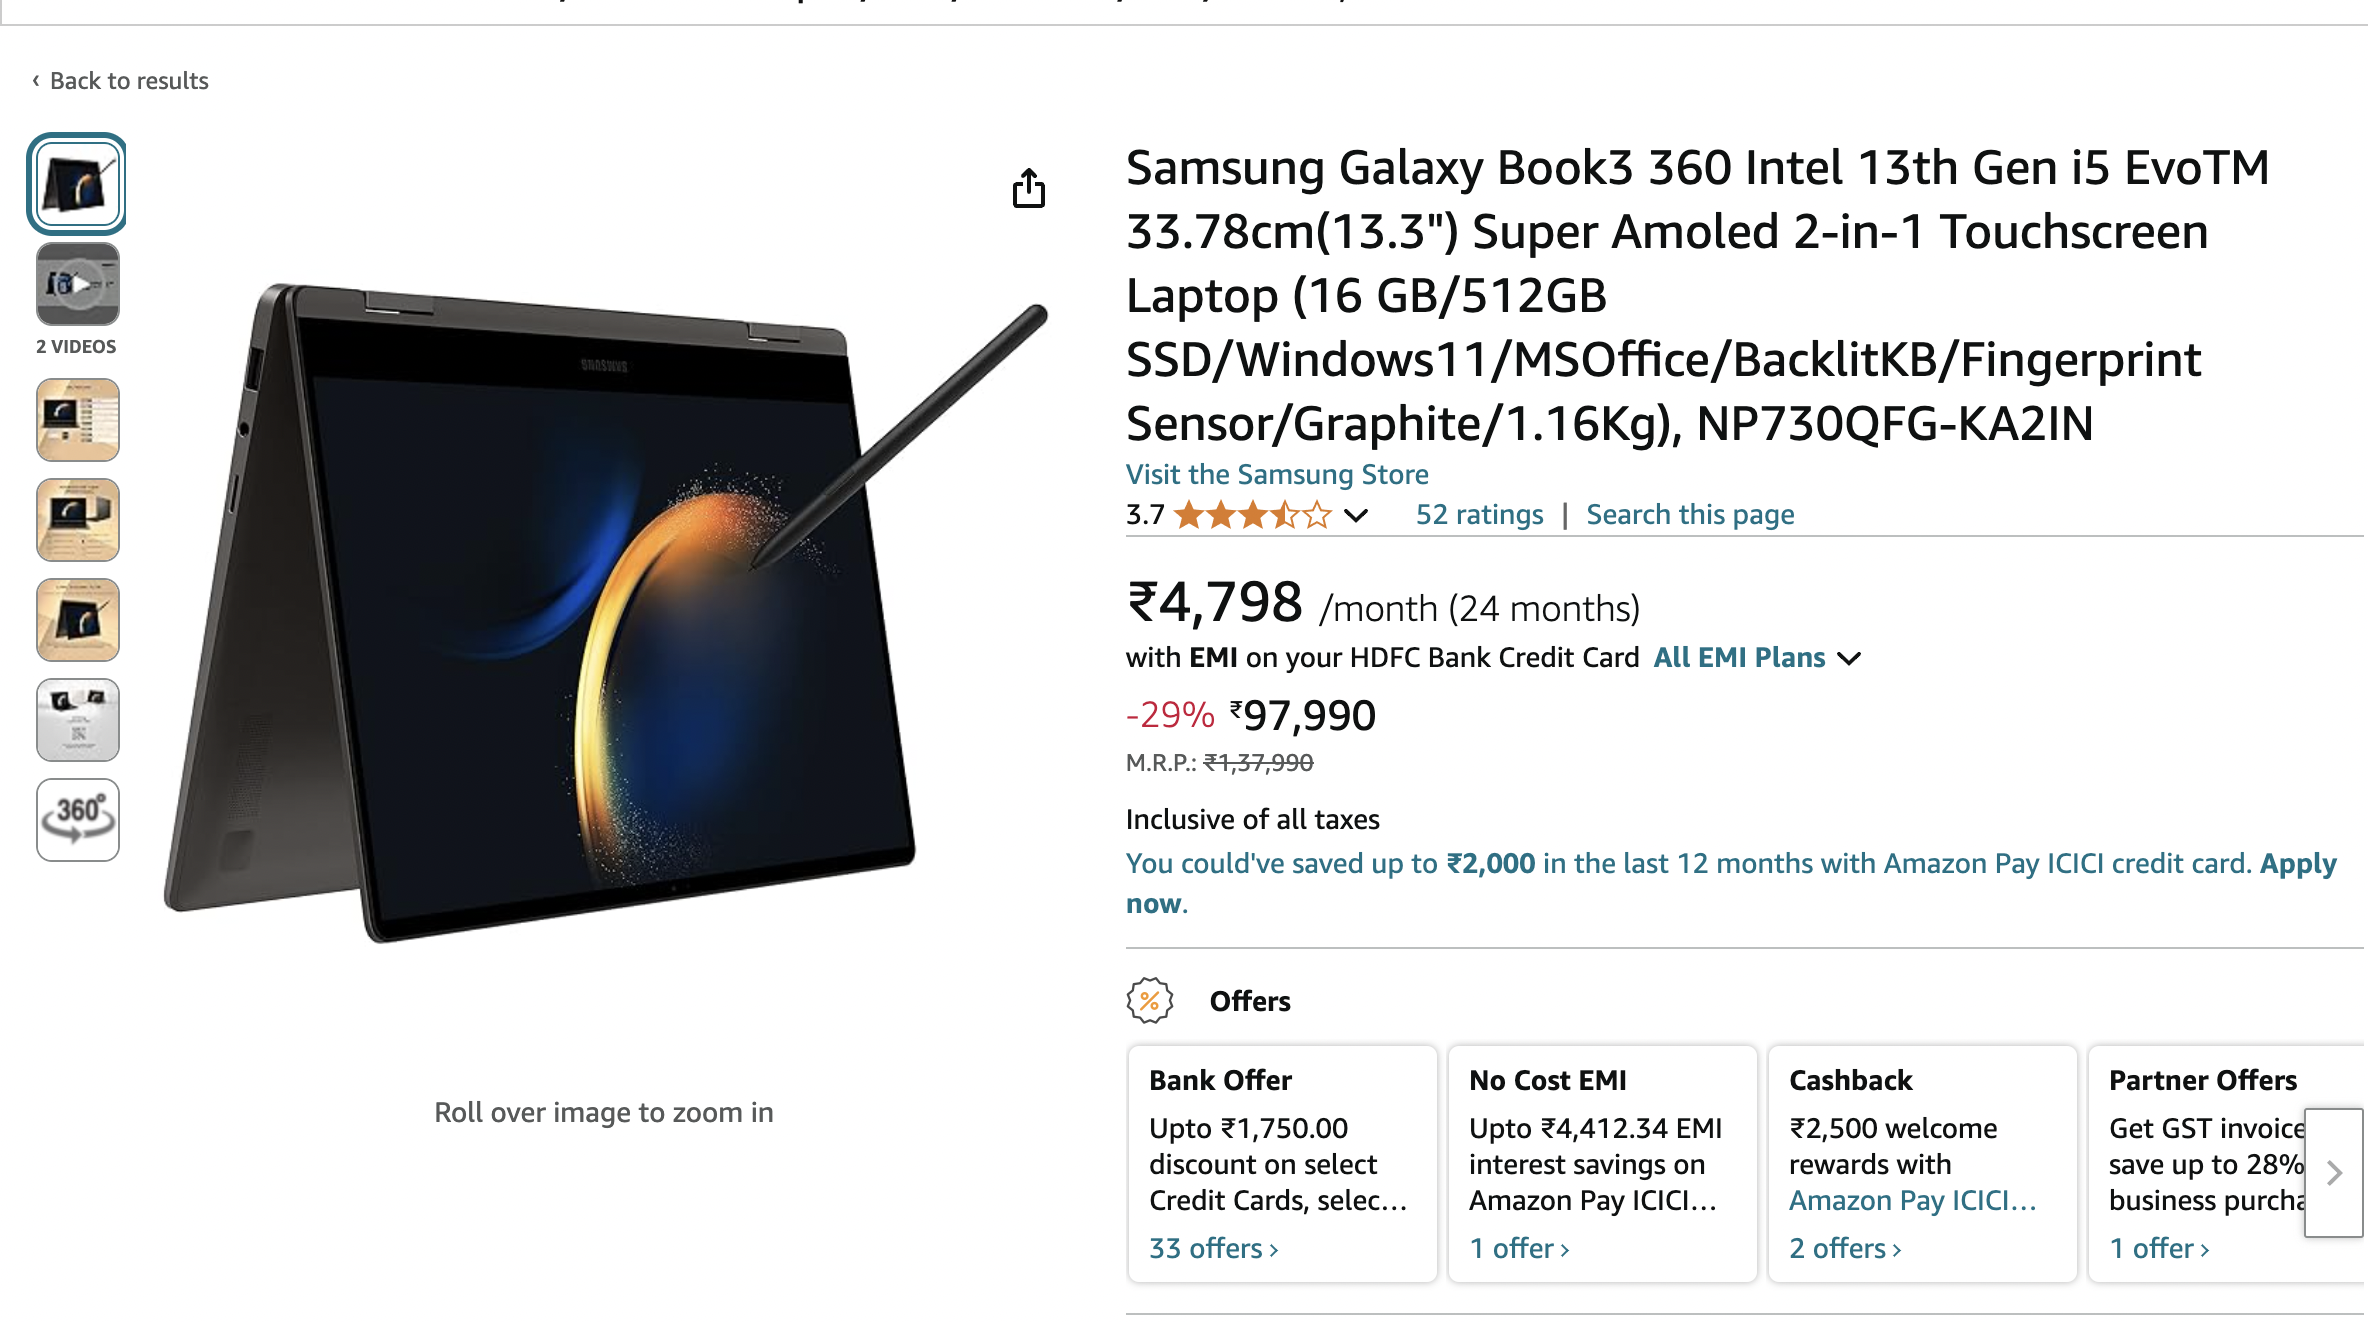 ‹ Back to results
2 VIDEOS
360°
SAMSUNG
Roll over image to zoom in
Samsung Galaxy Book3 360 Intel 13th Gen i5 EvoTM
33.78cm(13.3") Super Amoled 2-in-1 Touchscreen
Laptop (16 GB/512GB
SSD/Windows11/MSOffice/BacklitKB/Fingerprint
Sensor/Graphite/1.16Kg), NP730QFG-KA2IN
Visit the Samsung Store
3.7 52 ratings | Search this page
₹4,798 /month (24 months)
with EMI on your HDFC Bank Credit Card All EMI Plans
-29% ₹97,990
M.R.P.: ₹1,37,990
Inclusive of all taxes
You could've saved up to ₹2,000 in the last 12 months with Amazon Pay ICICI credit card. Apply
now.
% Offers
Bank Offer
Upto ₹1,750.00
discount on select
Credit Cards, selec...
33 offers ›
No Cost EMI
Upto ₹4,412.34 EMI
interest savings on
Amazon Pay ICICI...
1 offer ›
Cashback
₹2,500 welcome
rewards with
Amazon Pay ICICI...
2 offers ›
Partner Offers
Get GST invoice
save up to 28%
business purcha
1 offer ›